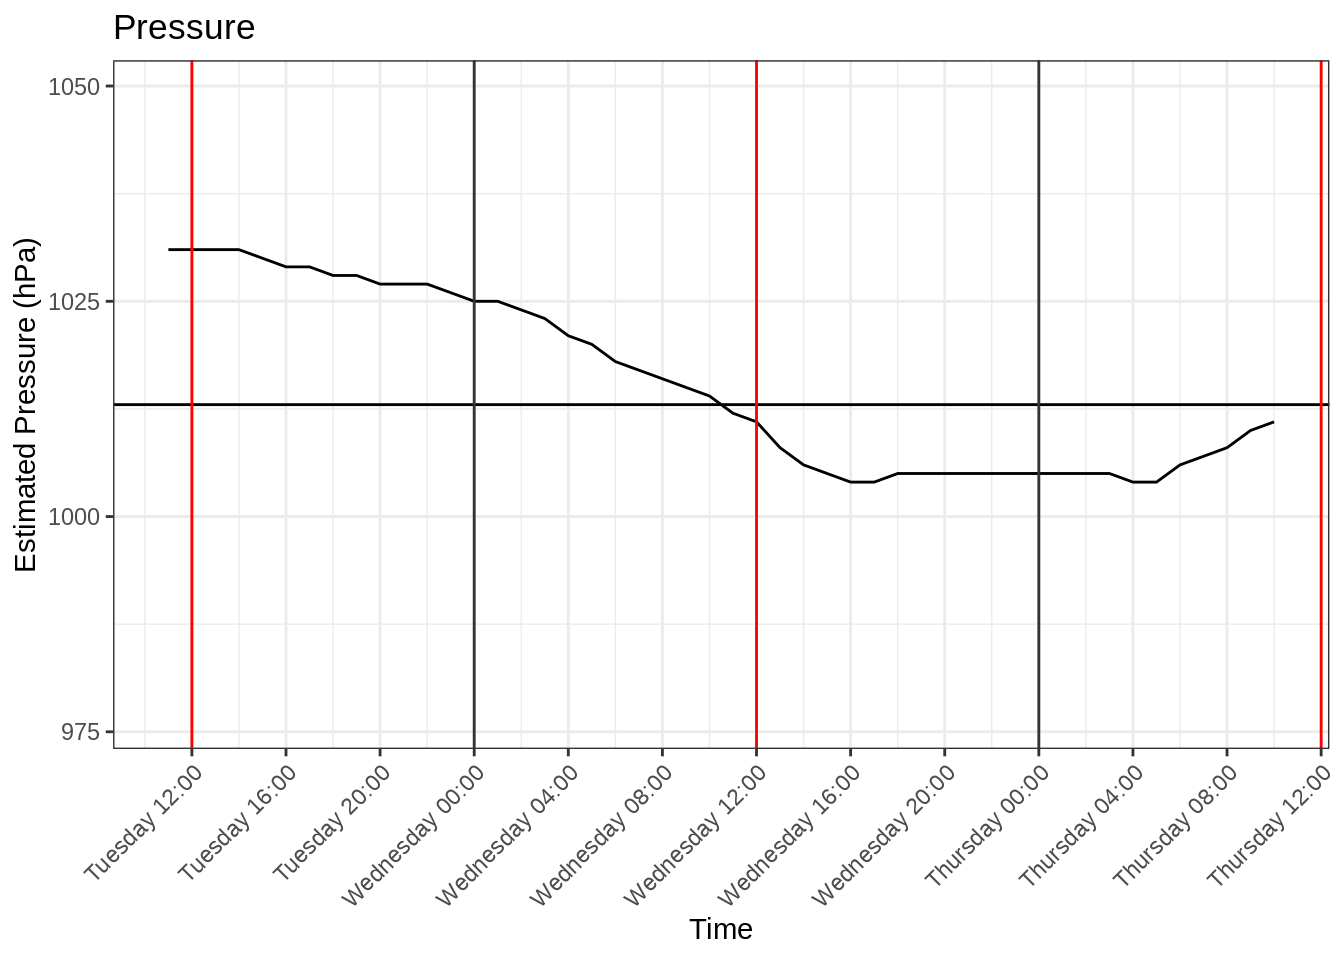 Pressure
Estimated Pressure (hPa)
1050
1025
1000
975
Tuesday 12:00
Tuesday 16:00
Tuesday 20:00
Wednesday 00:00
Wednesday 04:00
Wednesday 08:00
Wednesday 12:00
Wednesday 16:00
Wednesday 20:00
Thursday 00:00
Thursday 04:00
Thursday 08:00
Thursday 12:00
Time